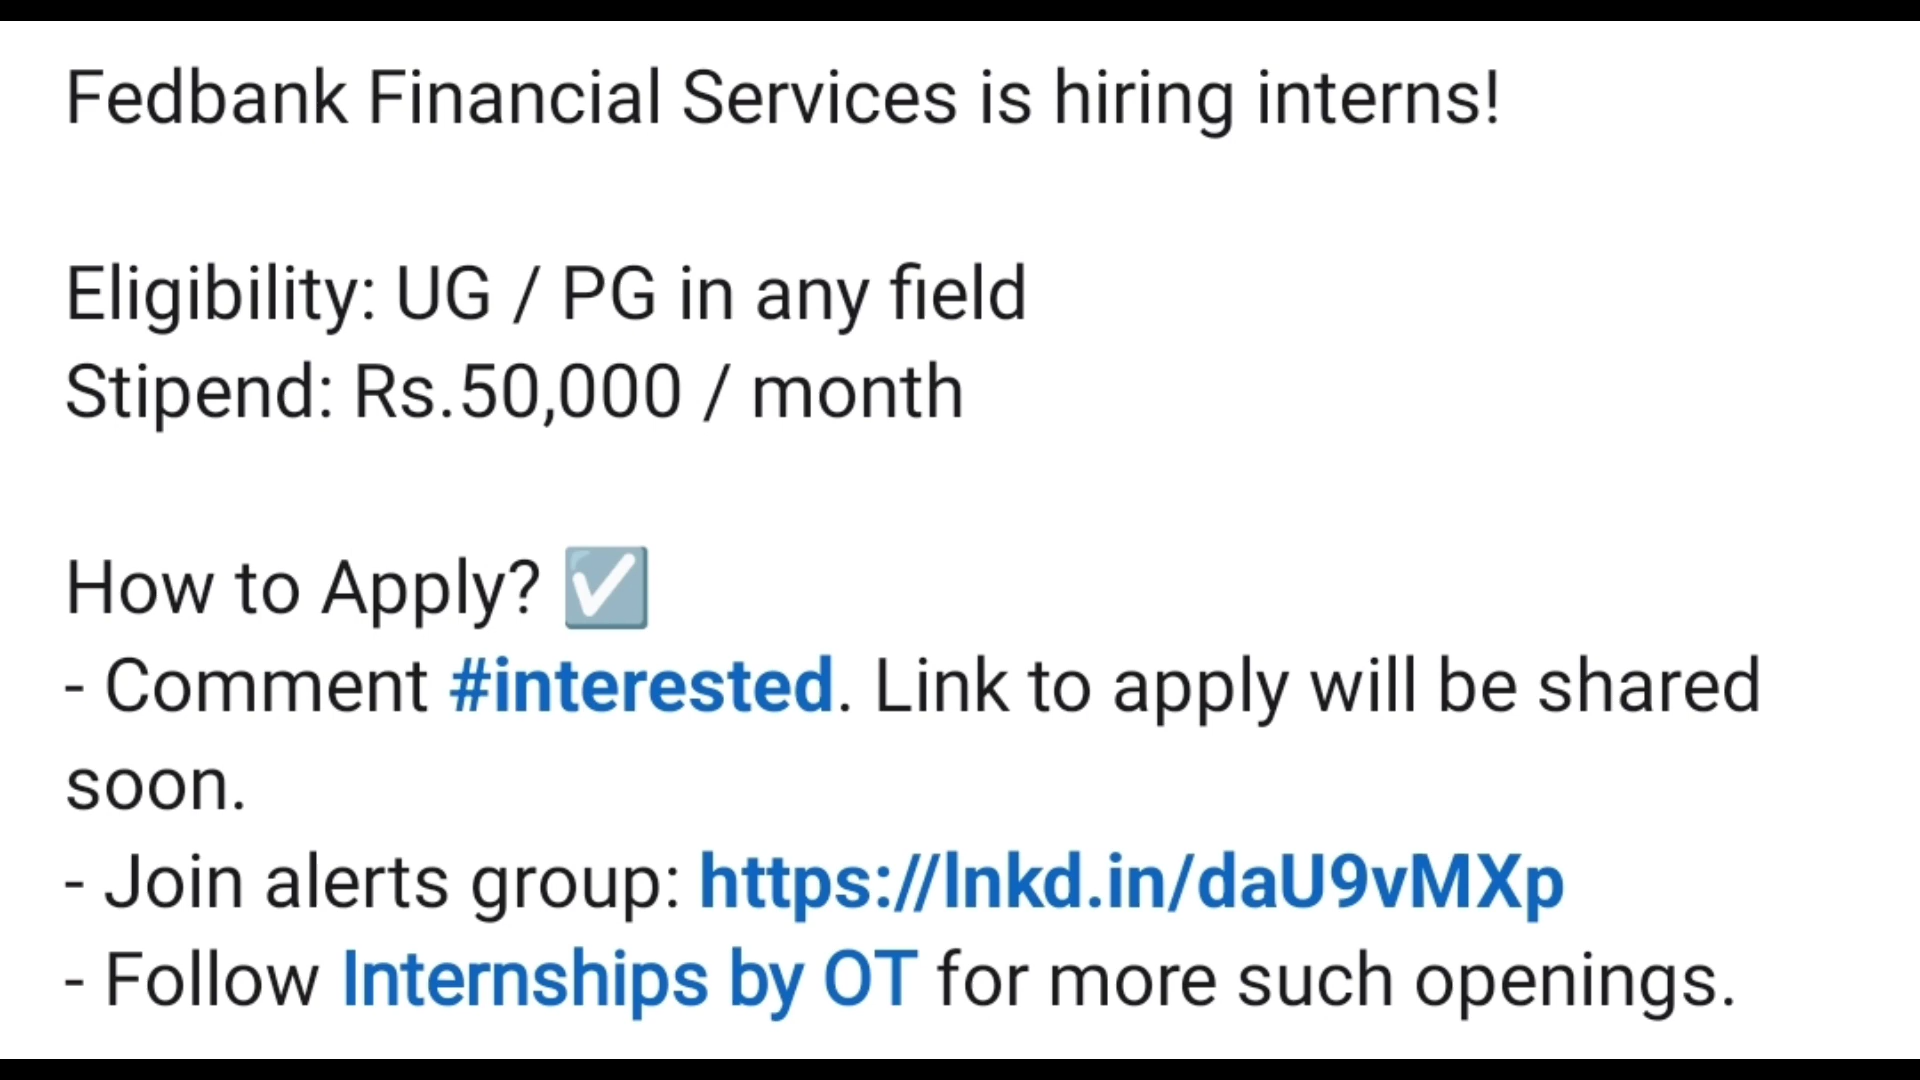 Fedbank Financial Services is hiring interns!
Eligibility: UG / PG in any field
Stipend: Rs.50,000 / month
How to Apply? ☑️
- Comment #interested. Link to apply will be shared
soon.
- Join alerts group: https://lnkd.in/daU9vMXp
- Follow Internships by OT for more such openings.